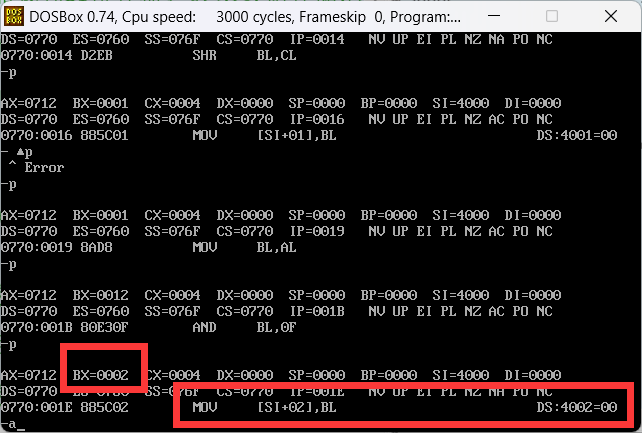 DOSBox 0.74, Cpu speed: 3000 cycles, Frameskip 0, Program:...
DS=0770 ES=0760 SS=076F CS=0770 IP=0014 NV UP EI PL NZ NA PO NC
0770:0014 D2EB SHR BL,CL
-p
AX=0712 BX=0001 CX=0004 DX=0000 SP=0000 BP=0000 SI=4000 DI=0000
DS=0770 ES=0760 SS=076F CS=0770 IP=0016 NV UP EI PL NZ AC PO NC
0770:0016 885C01 MOV [SI+01],BL DS:4001=00
- ▲p
^ Error
-p
AX=0712 BX=0001 CX=0004 DX=0000 SP=0000 BP=0000 SI=4000 DI=0000
DS=0770 ES=0760 SS=076F CS=0770 IP=0019 NV UP EI PL NZ AC PO NC
0770:0019 8AD8 MOV BL,AL
-p
AX=0712 BX=0012 CX=0004 DX=0000 SP=0000 BP=0000 SI=4000 DI=0000
DS=0770 ES=0760 SS=076F CS=0770 IP=001B NV UP EI PL NZ AC PO NC
0770:001B 80E30F AND BL,0F
-p
AX=0712 BX=0002 CX=0004 DX=0000 SP=0000 BP=0000 SI=4000 DI=0000
DS=0770 ES=0760 SS=076F CS=0770 IP=001E NV UP EI PL NZ NA PO NC
0770:001E 885C02 MOV [SI+02],BL DS:4002=00
-a_